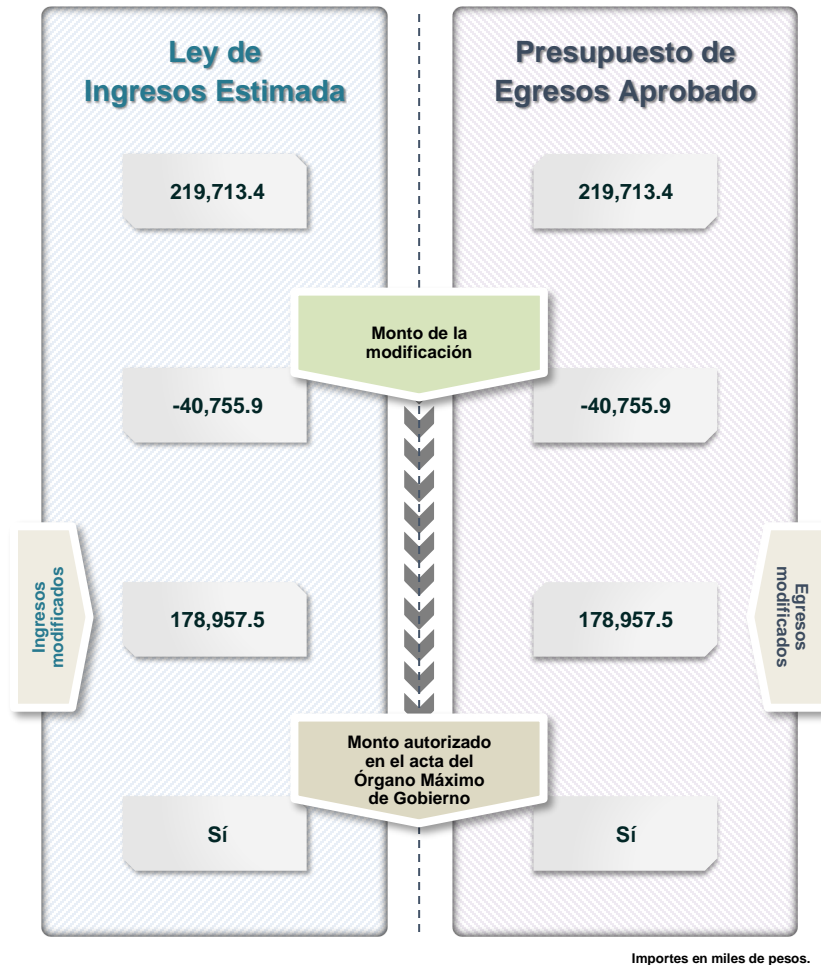 Ley de
Ingresos Estimada
Presupuesto de
Egresos Aprobado
219,713.4
219,713.4
Monto de la
modificación
-40,755.9
-40,755.9
Ingresos
modificados
178,957.5
178,957.5
Egresos
modificados
Monto autorizado
en el acta del
Órgano Máximo
de Gobierno
Sí
Sí
Importes en miles de pesos.